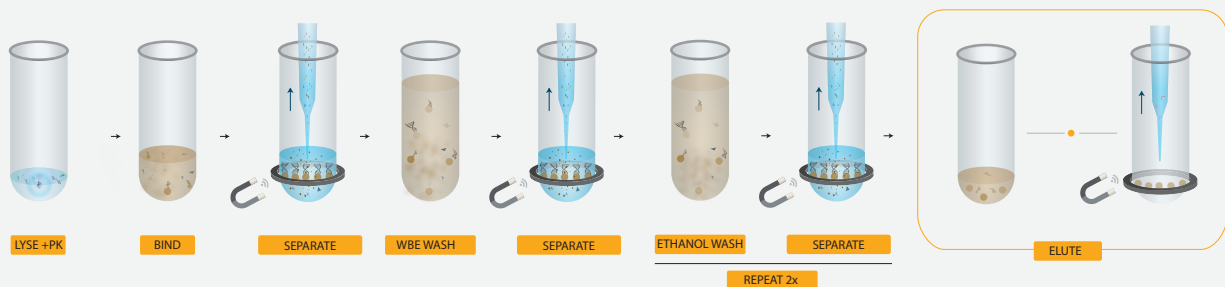 LYSE +PK
BIND
SEPARATE
WBE WASH
SEPARATE
ETHANOL WASH
SEPARATE
REPEAT 2x
ELUTE